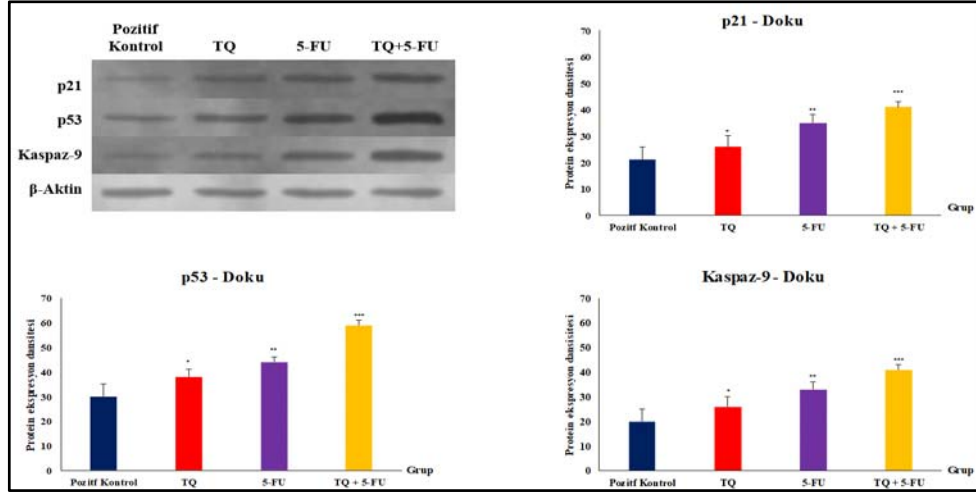 Pozitif
Kontrol TQ 5-FU TQ+5-FU
p21
p53
Kaspaz-9
β-Aktin
p21 - Doku
Protein ekspresyon dansitesi
70
60
50
40
30
20
10
0
*
**
***
Pozitf Kontrol TQ 5-FU TQ + 5-FU
Grup
p53 - Doku
Protein ekspresyon dansitesi
70
60
50
40
30
20
10
0
*
**
***
Pozitf Kontrol TQ 5-FU TQ + 5-FU
Grup
Kaspaz-9 - Doku
Protein ekspresyon dansisitesi
70
60
50
40
30
20
10
0
*
**
***
Pozitf Kontrol TQ 5-FU TQ + 5-FU
Grup